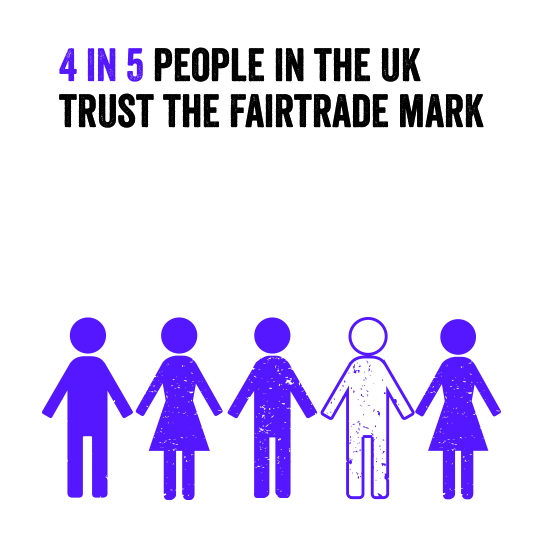 4 IN 5 PEOPLE IN THE UK
TRUST THE FAIRTRADE MARK